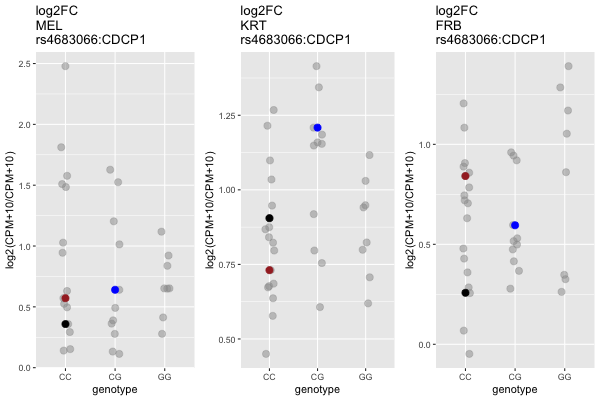 log2FC
MEL
rs4683066:CDCP1
log2(CPM+10/CPM+10)
2.5
2.0
1.5
1.0
0.5
0.0
CC CG GG
genotype
log2FC
KRT
rs4683066:CDCP1
log2(CPM+10/CPM+10)
1.25
1.00
0.75
0.50
CC CG GG
genotype
log2FC
FRB
rs4683066:CDCP1
log2(CPM+10/CPM+10)
1.0
0.5
0.0
CC CG GG
genotype